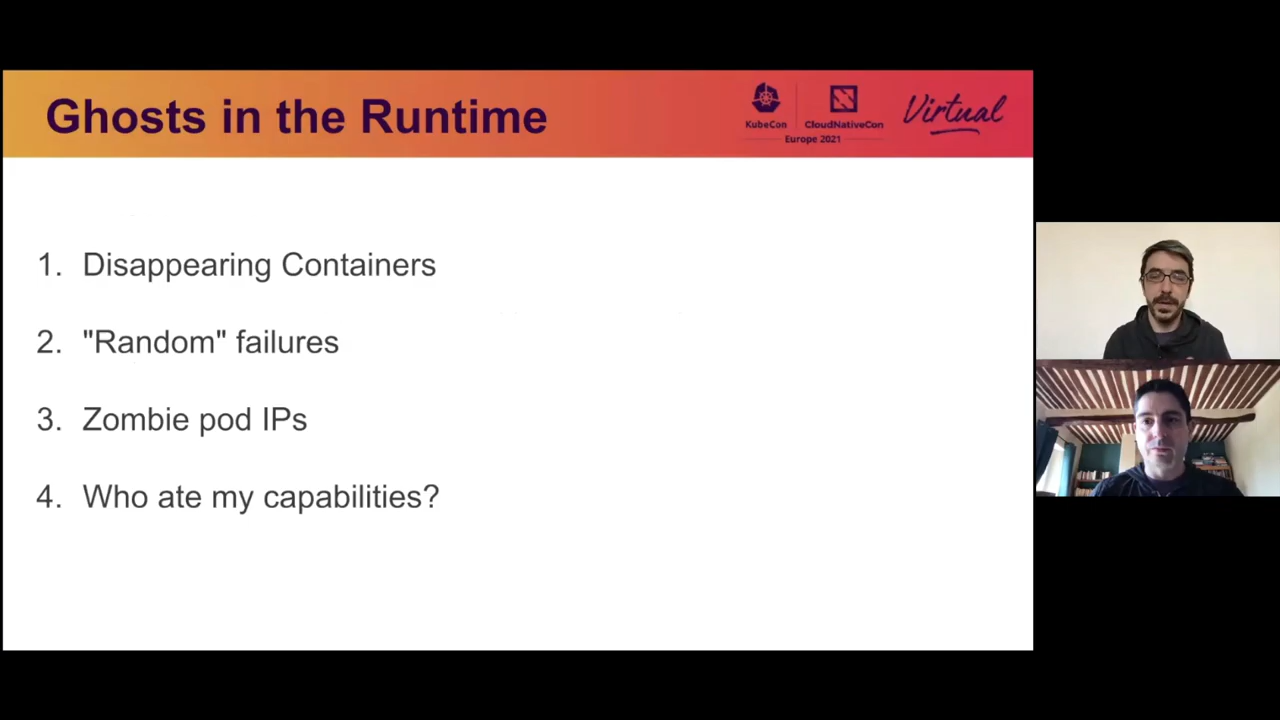 Ghosts in the Runtime
KubeCon
CloudNativeCon
Europe 2021
Virtual
1. Disappearing Containers
2. "Random" failures
3. Zombie pod IPs
4. Who ate my capabilities?